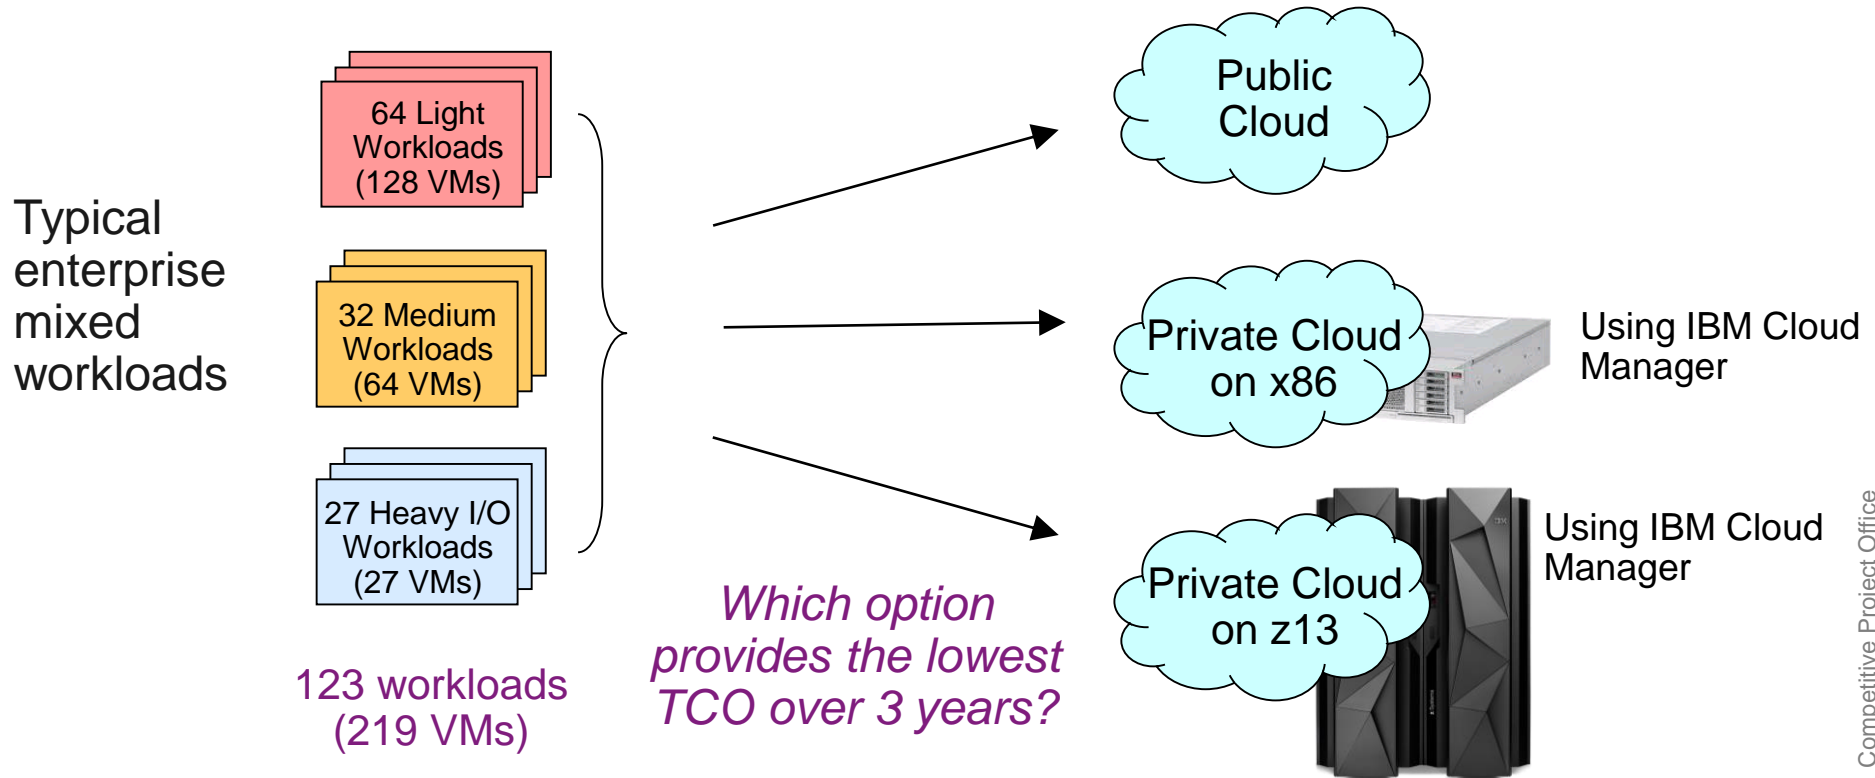 Typical
enterprise
mixed
workloads
64 Light
Workloads
(128 VMs)
32 Medium
Workloads
(64 VMs)
27 Heavy I/O
Workloads
(27 VMs)
123 workloads
(219 VMs)
Which option
provides the lowest
TCO over 3 years?
Public
Cloud
Private Cloud
on x86
Using IBM Cloud
Manager
Private Cloud
on z13
Using IBM Cloud
Manager
Competitive Project Office